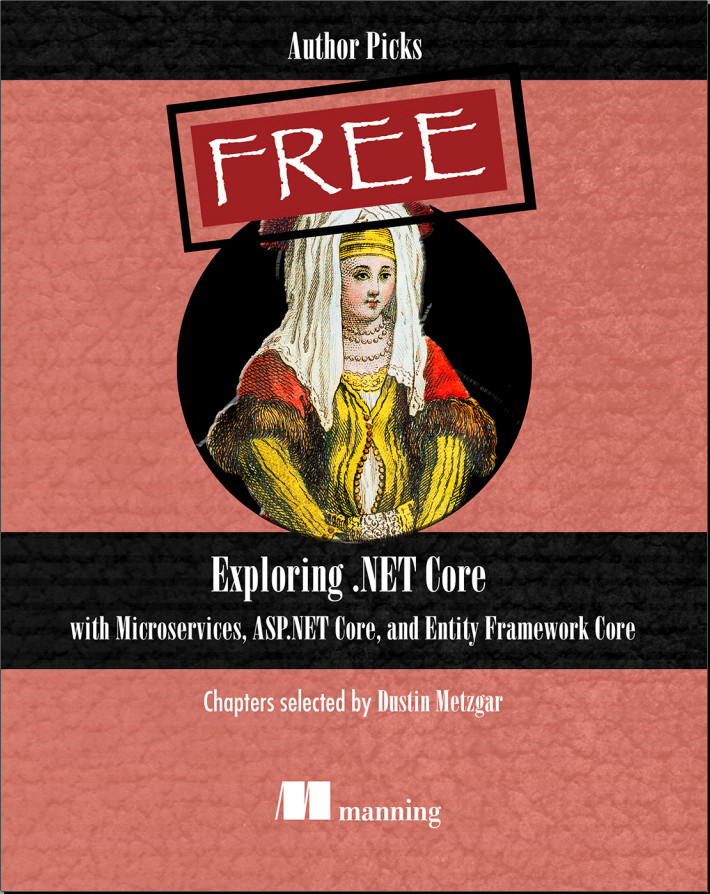 Author Picks
FREE
Exploring .NET Core
with Microservices, ASP.NET Core, and Entity Framework Core
Chapters selected by Dustin Metzgar
manning